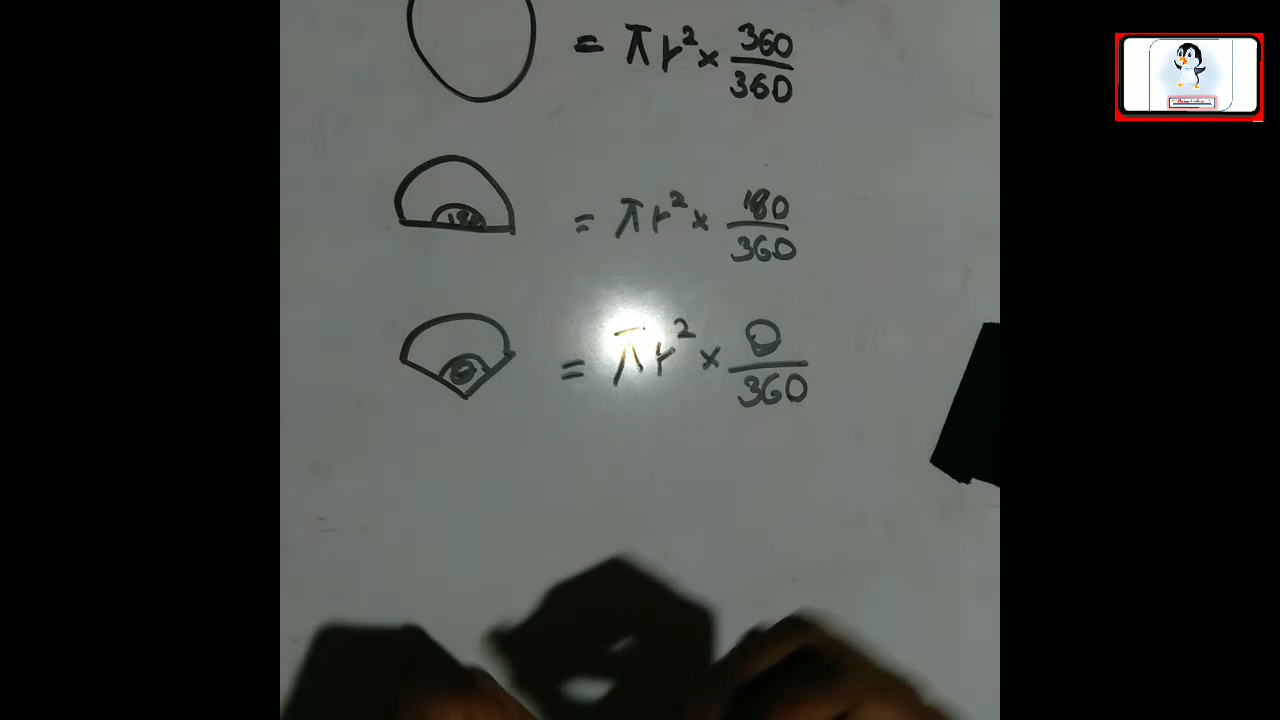 = πr² × 360/360
180 = πr² × 180/360
θ = πr² × θ/360